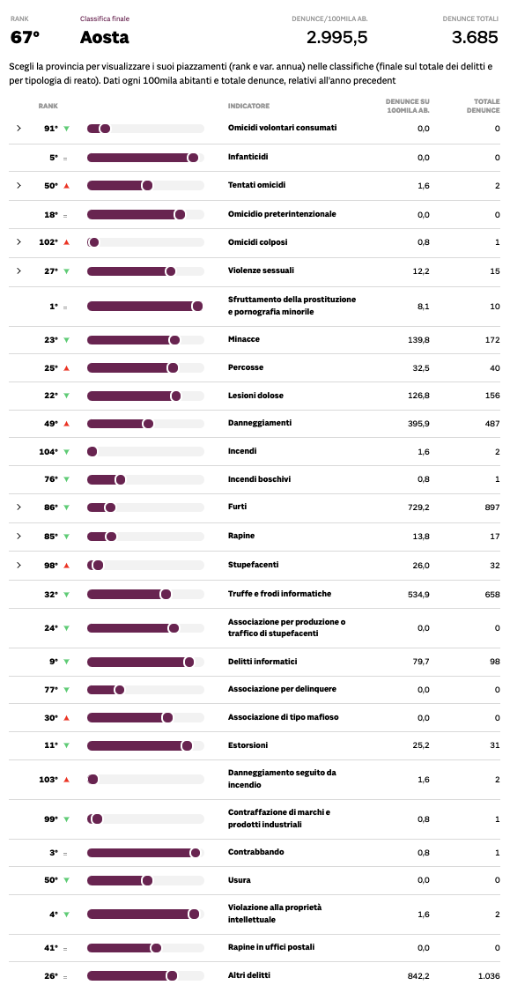 RANK Classifica finale DENUNCE/100MILA AB. DENUNCE TOTALI
67° Aosta 2.995,5 3.685
Scegli la provincia per visualizzare i suoi piazzamenti (rank e var. annua) nelle classifiche (finale sul totale dei delitti e
per tipologia di reato). Dati ogni 100mila abitanti e totale denunce, relativi all'anno precedent
RANK INDICATORE DENUNCE SU 100MILA AB. TOTALE DENUNCE
91° Omicidi volontari consumati 0,0 0
5° = Infanticidi 0,0 0
50° Tentati omicidi 1,6 2
18° = Omicidio preterintenzionale 0,0 0
102° Omicidi colposi 0,8 1
27° Violenze sessuali 12,2 15
1° = Sfruttamento della prostituzione
e pornografia minorile 8,1 10
23° Minacce 139,8 172
25° Percosse 32,5 40
22° Lesioni dolose 126,8 156
49° Danneggiamenti 395,9 487
104° Incendi 1,6 2
76° Incendi boschivi 0,8 1
86° Furti 729,2 897
85° Rapine 13,8 17
98° Stupefacenti 26,0 32
32° Truffe e frodi informatiche 534,9 658
24° Associazione per produzione o
traffico di stupefacenti 0,0 0
9° Delitti informatici 79,7 98
77° Associazione per delinquere 0,0 0
30° Associazione di tipo mafioso 0,0 0
11° Estorsioni 25,2 31
103° Danneggiamento seguito da
incendio 1,6 2
99° Contraffazione di marchi e
prodotti industriali 0,8 1
3° = Contrabbando 0,8 1
50° Usura 0,0 0
4° Violazione alla proprietà
intellettuale 1,6 2
41° = Rapine in uffici postali 0,0 0
26° = Altri delitti 842,2 1.036